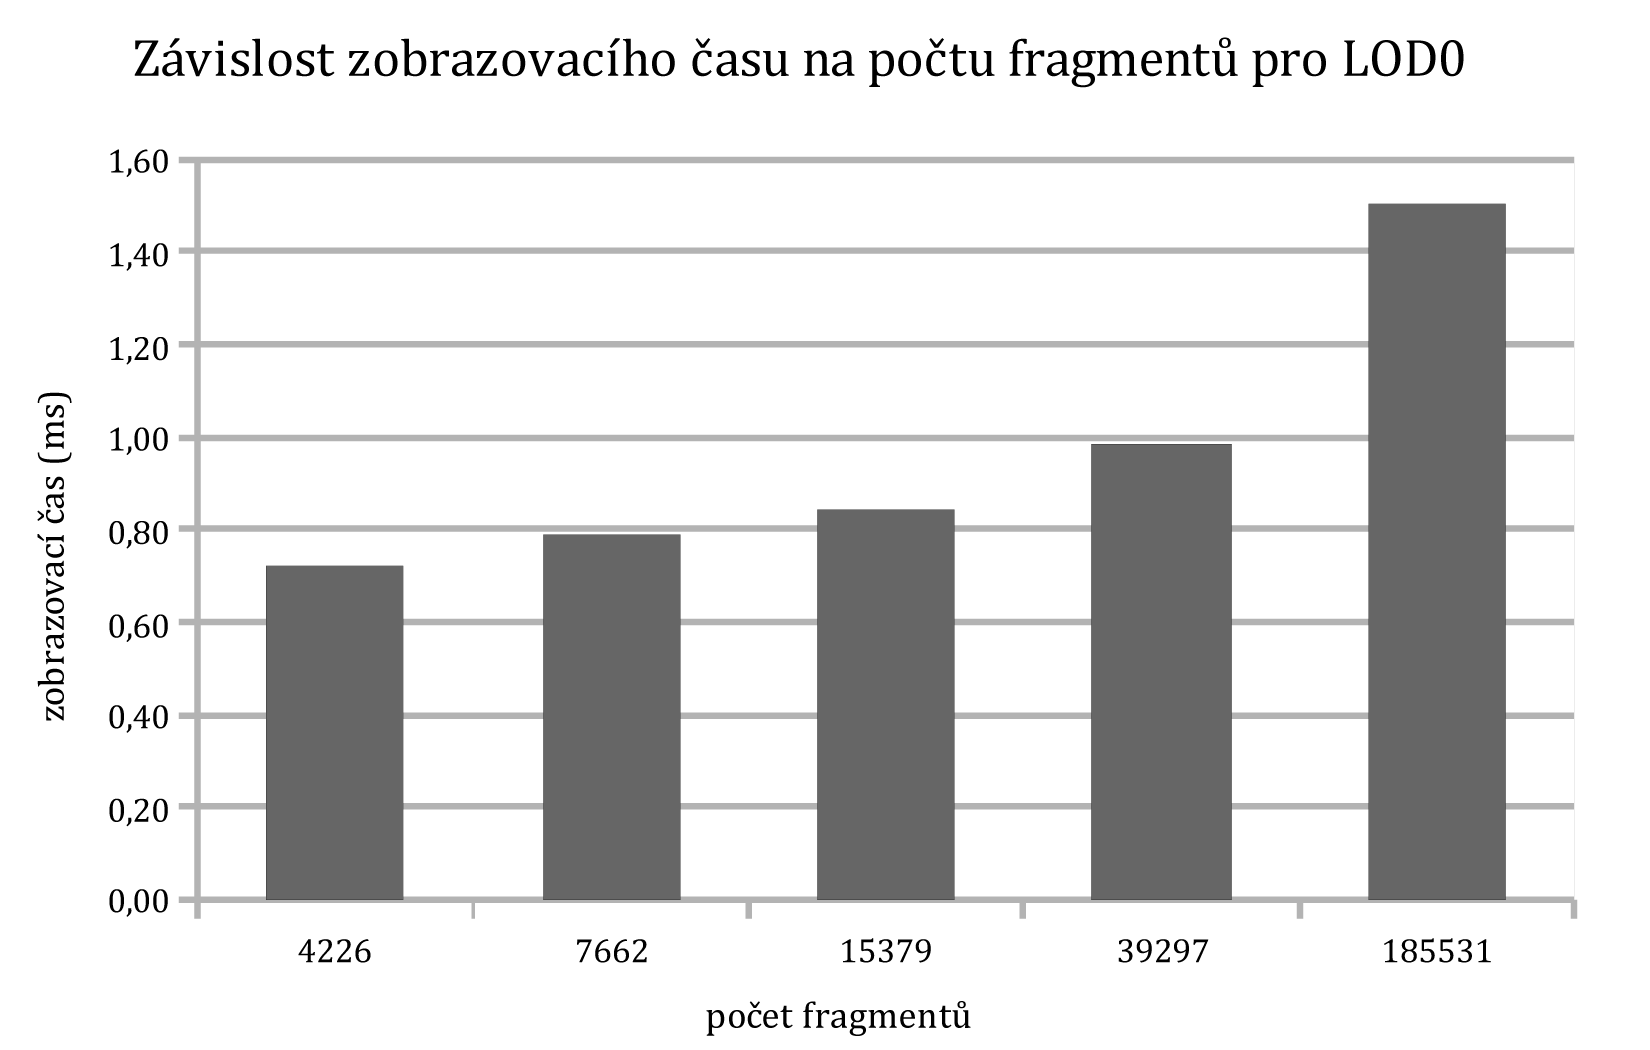 Závislost zobrazovacího času na počtu fragmentů pro LOD0
1,60
1,40
1,20
1,00
0,80
0,60
0,40
0,20
0,00
zobrazovací čas (ms)
4226 7662 15379 39297 185531
počet fragmentů